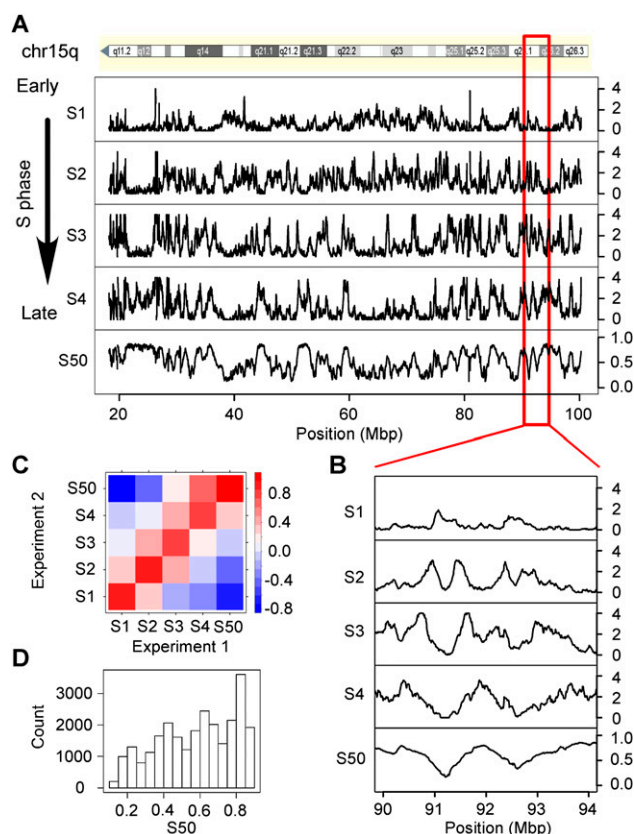 A
chr15q
q11.2 q12 q14 q21.1 q21.2 q21.3 q22.2 q23 q25.1 q25.2 q25.3 q26.3
Early
S phase
Late
S1
4
2
0
S2
4
2
0
S3
4
2
0
S4
4
2
0
S50
1.0
0.5
0.0
20 40 60 80 100
Position (Mbp)
C
Experiment 2
S50
S4
S3
S2
S1
S1 S2 S3 S4 S50
Experiment 1
0.8
0.4
0.0
-0.4
-0.8
B
S1
4
2
0
S2
4
2
0
S3
4
2
0
S4
4
2
0
S50
1.0
0.5
0.0
90 91 92 93 94
Position (Mbp)
D
Count
3000
2000
1000
0
0.2 0.4 0.6 0.8
S50